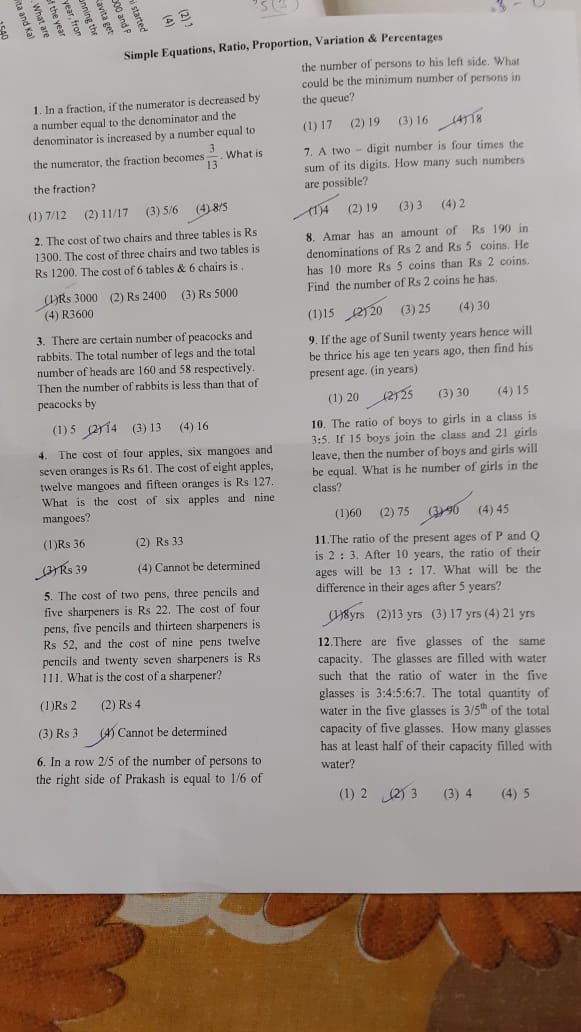 started
(2) 3
(4)
ri started
00 and P
avita get
nning the
year, fron
f the year
What are
ita and Kal
1540
Simple Equations, Ratio, Proportion, Variation & Percentages
1. In a fraction, if the numerator is decreased by
a number equal to the denominator and the
denominator is increased by a number equal to
the numerator, the fraction becomes 3/13. What is
the fraction?
(1) 7/12 (2) 11/17 (3) 5/6 (4) 8/5
2. The cost of two chairs and three tables is Rs
1300. The cost of three chairs and two tables is
Rs 1200. The cost of 6 tables & 6 chairs is .
(1)Rs 3000 (2) Rs 2400 (3) Rs 5000
(4) R3600
3. There are certain number of peacocks and
rabbits. The total number of legs and the total
number of heads are 160 and 58 respectively.
Then the number of rabbits is less than that of
peacocks by
(1) 5 (2) 14 (3) 13 (4) 16
4. The cost of four apples, six mangoes and
seven oranges is Rs 61. The cost of eight apples,
twelve mangoes and fifteen oranges is Rs 127.
What is the cost of six apples and nine
mangoes?
(1)Rs 36 (2) Rs 33
(3) Rs 39 (4) Cannot be determined
5. The cost of two pens, three pencils and
five sharpeners is Rs 22. The cost of four
pens, five pencils and thirteen sharpeners is
Rs 52, and the cost of nine pens twelve
pencils and twenty seven sharpeners is Rs
111. What is the cost of a sharpener?
(1)Rs 2 (2) Rs 4
(3) Rs 3 (4) Cannot be determined
6. In a row 2/5 of the number of persons to
the right side of Prakash is equal to 1/6 of
the number of persons to his left side. What
could be the minimum number of persons in
the queue?
(1) 17 (2) 19 (3) 16 (4) 18
7. A two – digit number is four times the
sum of its digits. How many such numbers
are possible?
(1)4 (2) 19 (3) 3 (4) 2
8. Amar has an amount of Rs 190 in
denominations of Rs 2 and Rs 5 coins. He
has 10 more Rs 5 coins than Rs 2 coins.
Find the number of Rs 2 coins he has.
(1)15 (2) 20 (3) 25 (4) 30
9. If the age of Sunil twenty years hence will
be thrice his age ten years ago, then find his
present age. (in years)
(1) 20 (2) 25 (3) 30 (4) 15
10. The ratio of boys to girls in a class is
3:5. If 15 boys join the class and 21 girls
leave, then the number of boys and girls will
be equal. What is he number of girls in the
class?
(1)60 (2) 75 (3) 90 (4) 45
11.The ratio of the present ages of P and Q
is 2 : 3. After 10 years, the ratio of their
ages will be 13 : 17. What will be the
difference in their ages after 5 years?
(1)8yrs (2)13 yrs (3) 17 yrs (4) 21 yrs
12.There are five glasses of the same
capacity. The glasses are filled with water
such that the ratio of water in the five
glasses is 3:4:5:6:7. The total quantity of
water in the five glasses is 3/5th of the total
capacity of five glasses. How many glasses
has at least half of their capacity filled with
water?
(1) 2 (2) 3 (3) 4 (4) 5